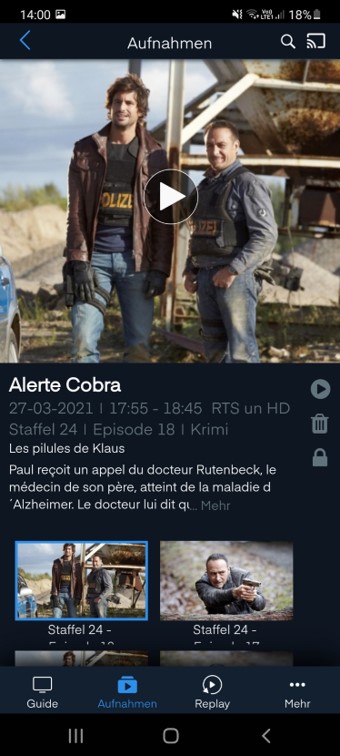 14:00 18%
Aufnahmen
POLIZEI
Alerte Cobra
27-03-2021 | 17:55 - 18:45 RTS un HD
Staffel 24 | Episode 18 | Krimi
Les pilules de Klaus
Paul reçoit un appel du docteur Rutenbeck, le
médecin de son père, atteint de la maladie d
´Alzheimer. Le docteur lui dit qu... Mehr
Staffel 24 - Staffel 24 -
Guide Aufnahmen Replay Mehr